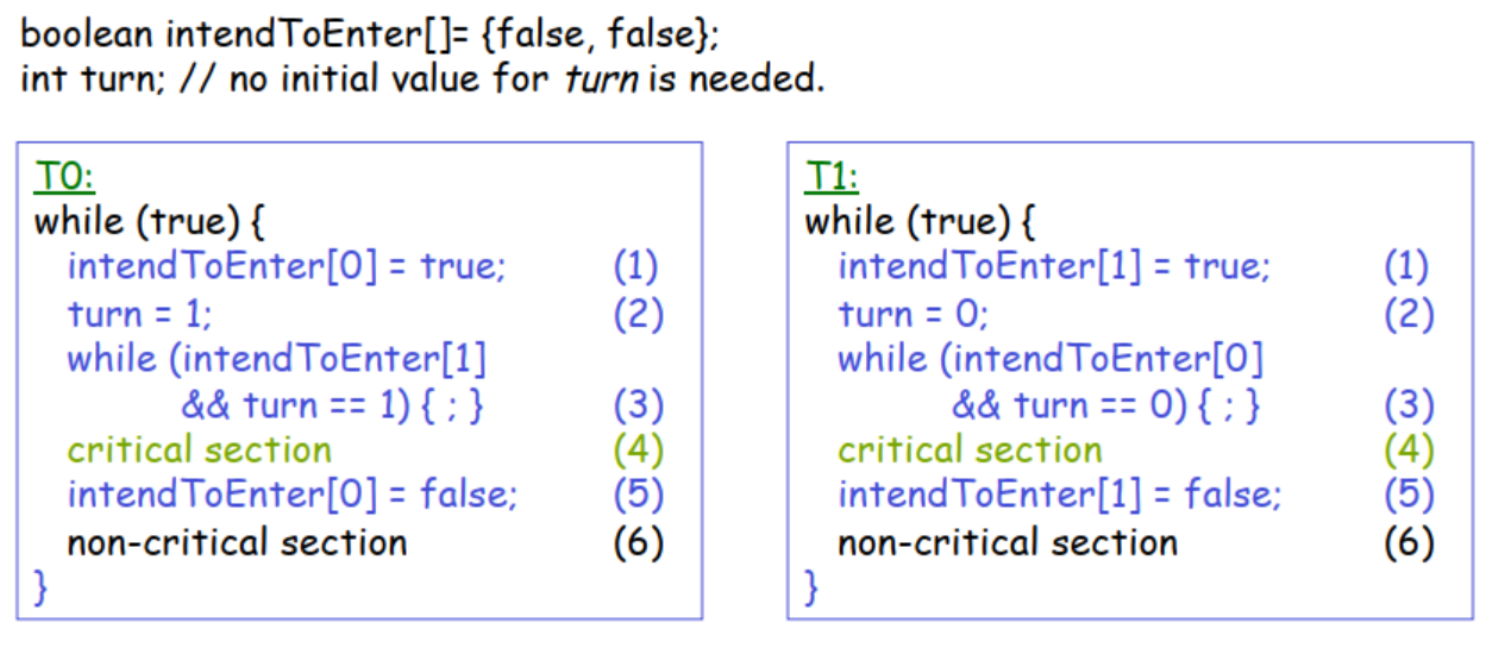 boolean intendToEnter[]= {false, false};
int turn; // no initial value for turn is needed.
T0:
while (true) {
intendToEnter[0] = true; (1)
turn = 1; (2)
while (intendToEnter[1]
&& turn == 1) { ; } (3)
critical section (4)
intendToEnter[0] = false; (5)
non-critical section (6)
}
T1:
while (true) {
intendToEnter[1] = true; (1)
turn = 0; (2)
while (intendToEnter[0]
&& turn == 0) { ; } (3)
critical section (4)
intendToEnter[1] = false; (5)
non-critical section (6)
}